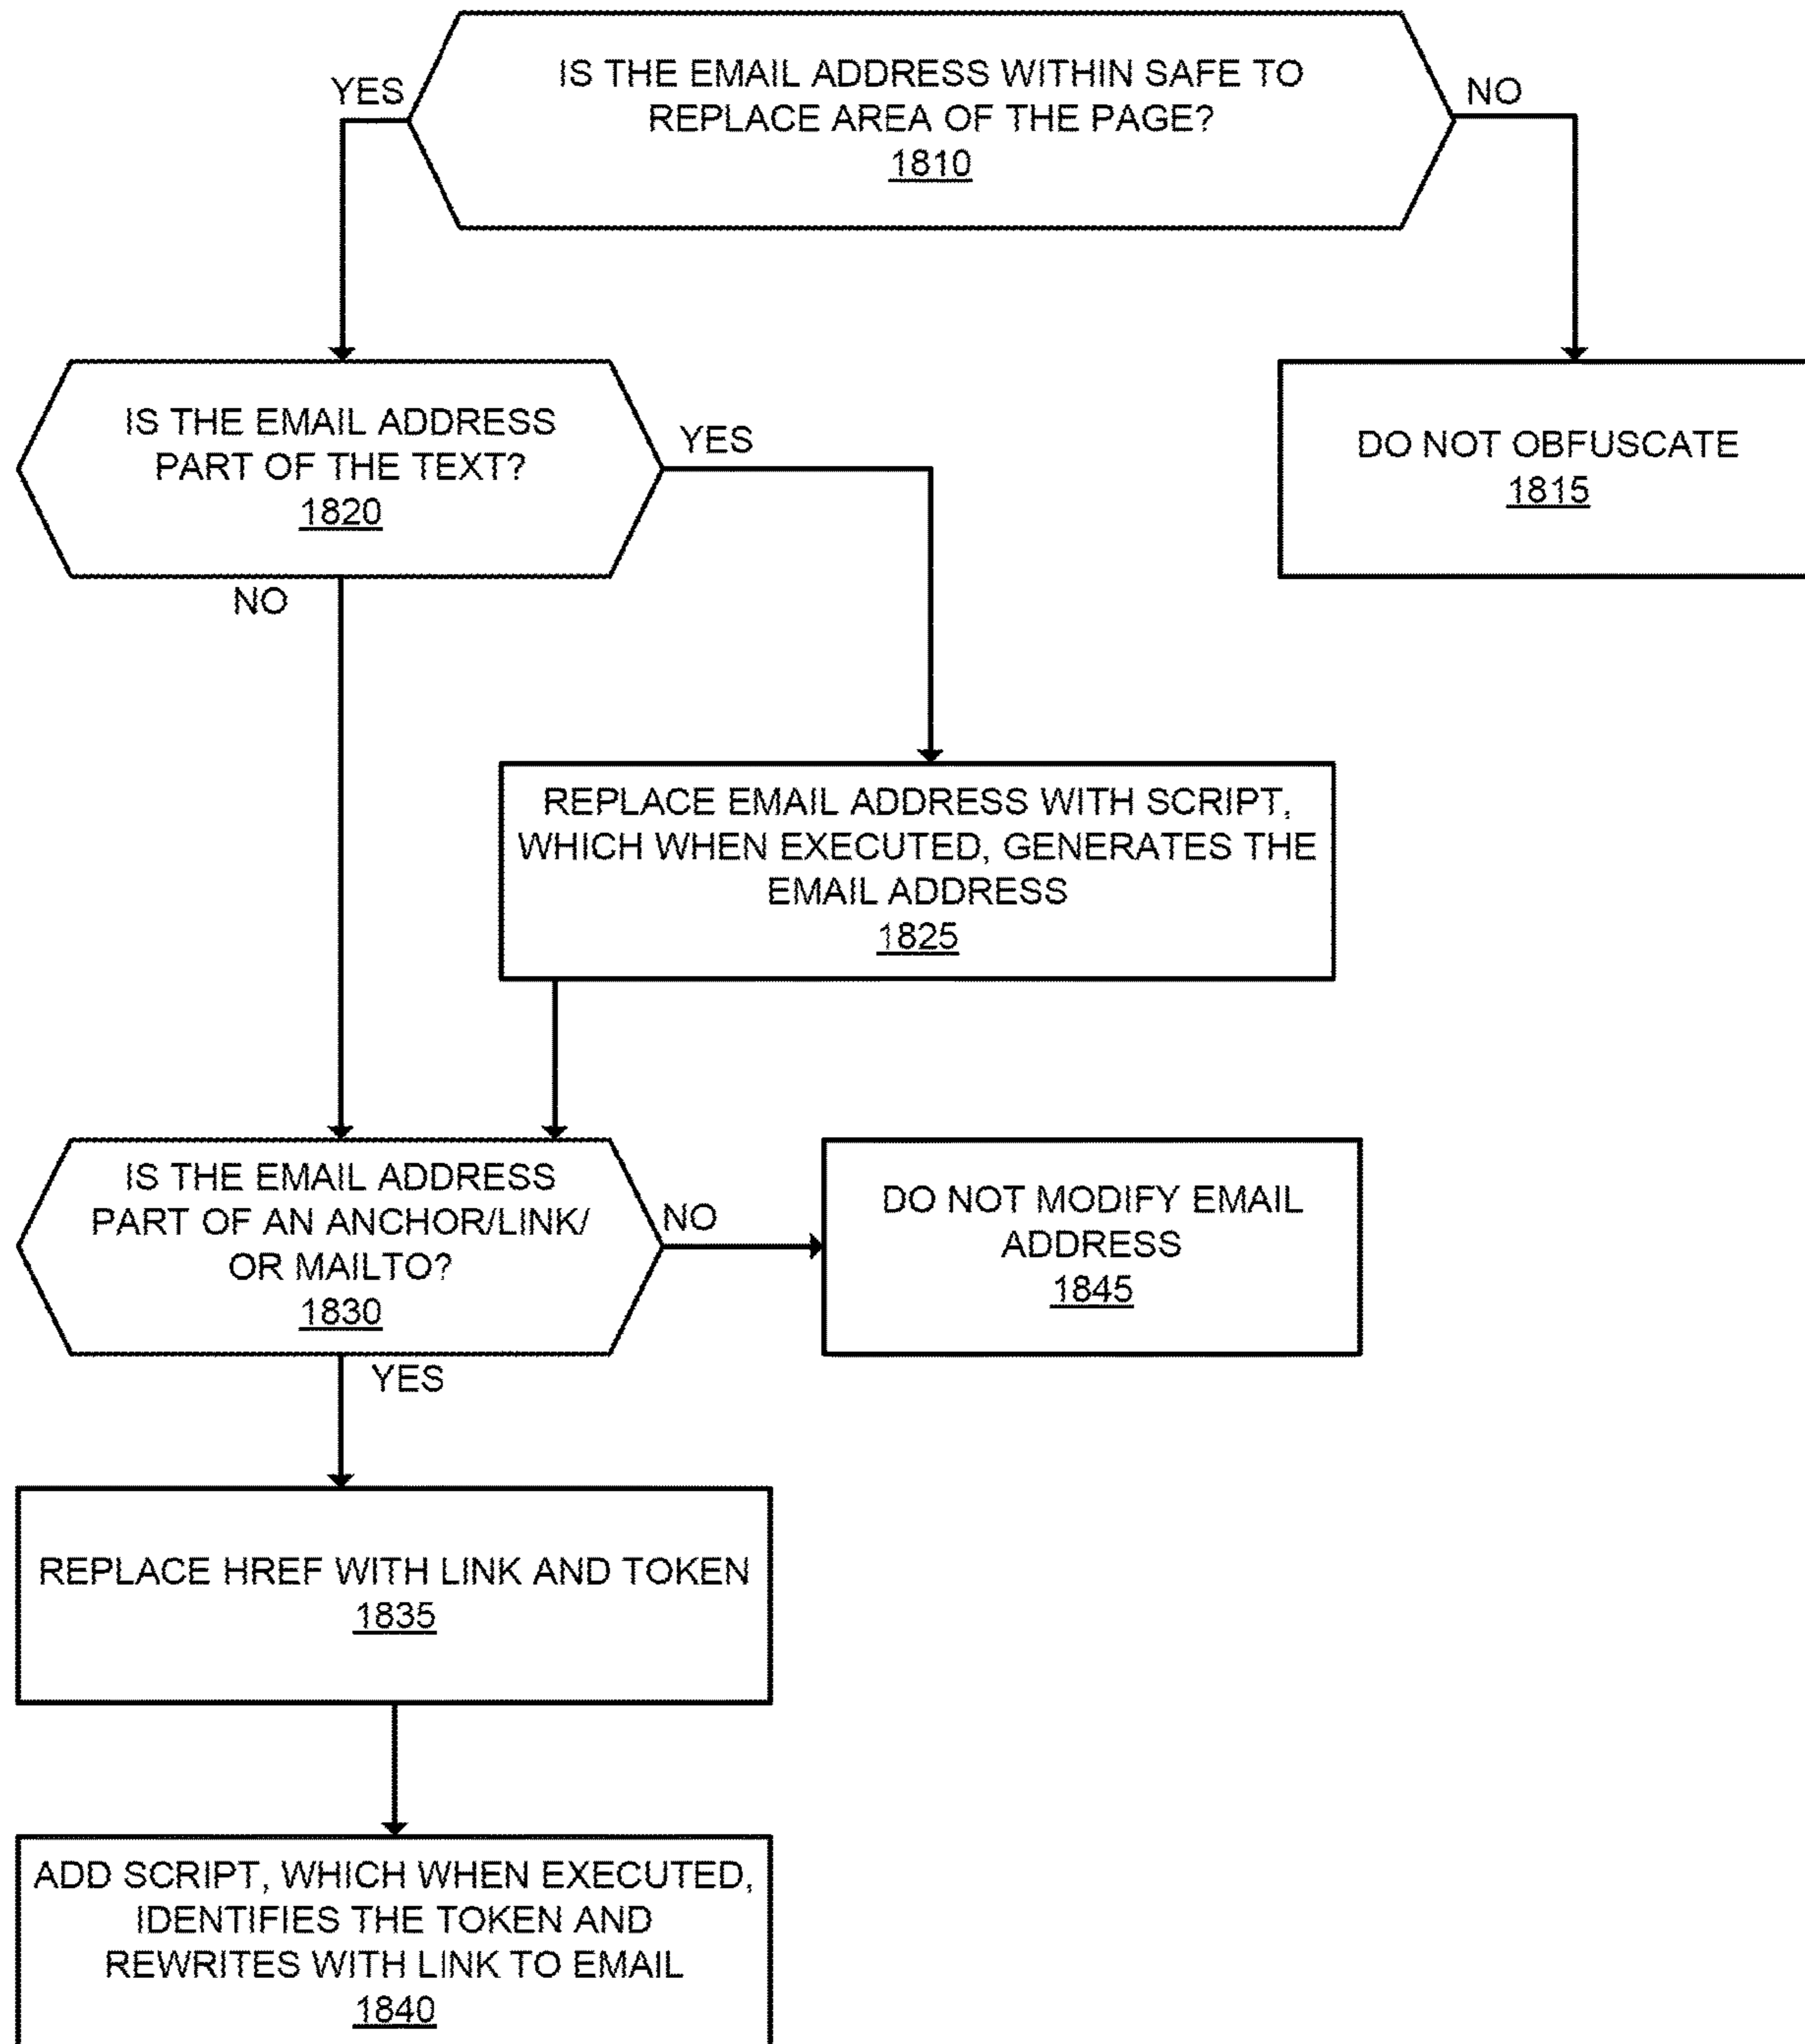 IS THE EMAIL ADDRESS WITHIN SAFE TO
REPLACE AREA OF THE PAGE?
1810
YES
NO
IS THE EMAIL ADDRESS
PART OF THE TEXT?
1820
YES
NO
DO NOT OBFUSCATE
1815
REPLACE EMAIL ADDRESS WITH SCRIPT,
WHICH WHEN EXECUTED, GENERATES THE
EMAIL ADDRESS
1825
IS THE EMAIL ADDRESS
PART OF AN ANCHOR/LINK/
OR MAILTO?
1830
NO
YES
DO NOT MODIFY EMAIL
ADDRESS
1845
REPLACE HREF WITH LINK AND TOKEN
1835
ADD SCRIPT, WHICH WHEN EXECUTED,
IDENTIFIES THE TOKEN AND
REWRITES WITH LINK TO EMAIL
1840